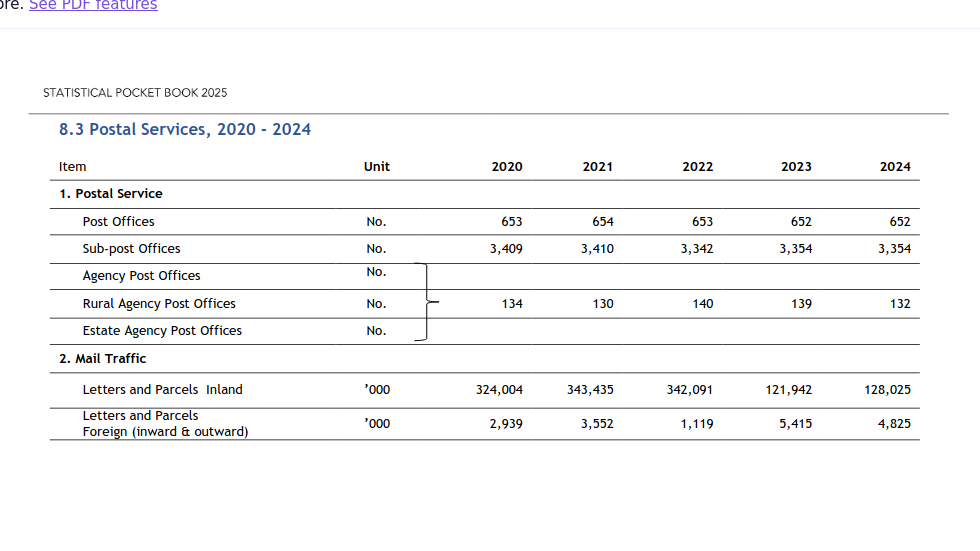 ore. See PDF features
STATISTICAL POCKET BOOK 2025
8.3 Postal Services, 2020 - 2024
Item Unit 2020 2021 2022 2023 2024
1. Postal Service
Post Offices No. 653 654 653 652 652
Sub-post Offices No. 3,409 3,410 3,342 3,354 3,354
Agency Post Offices No.
Rural Agency Post Offices No. 134 130 140 139 132
Estate Agency Post Offices No.
2. Mail Traffic
Letters and Parcels Inland ’000 324,004 343,435 342,091 121,942 128,025
Letters and Parcels
Foreign (inward & outward) ’000 2,939 3,552 1,119 5,415 4,825